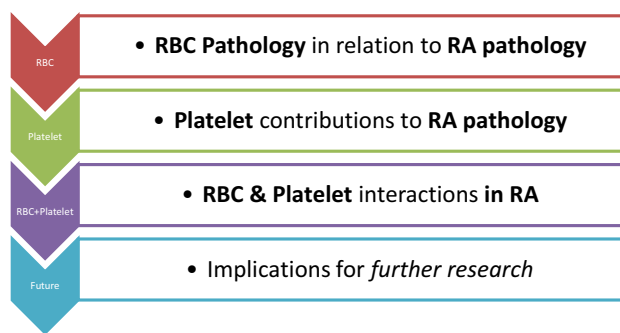 RBC
• RBC Pathology in relation to RA pathology
Platelet
• Platelet contributions to RA pathology
RBC+Platelet
• RBC & Platelet interactions in RA
Future
• Implications for further research